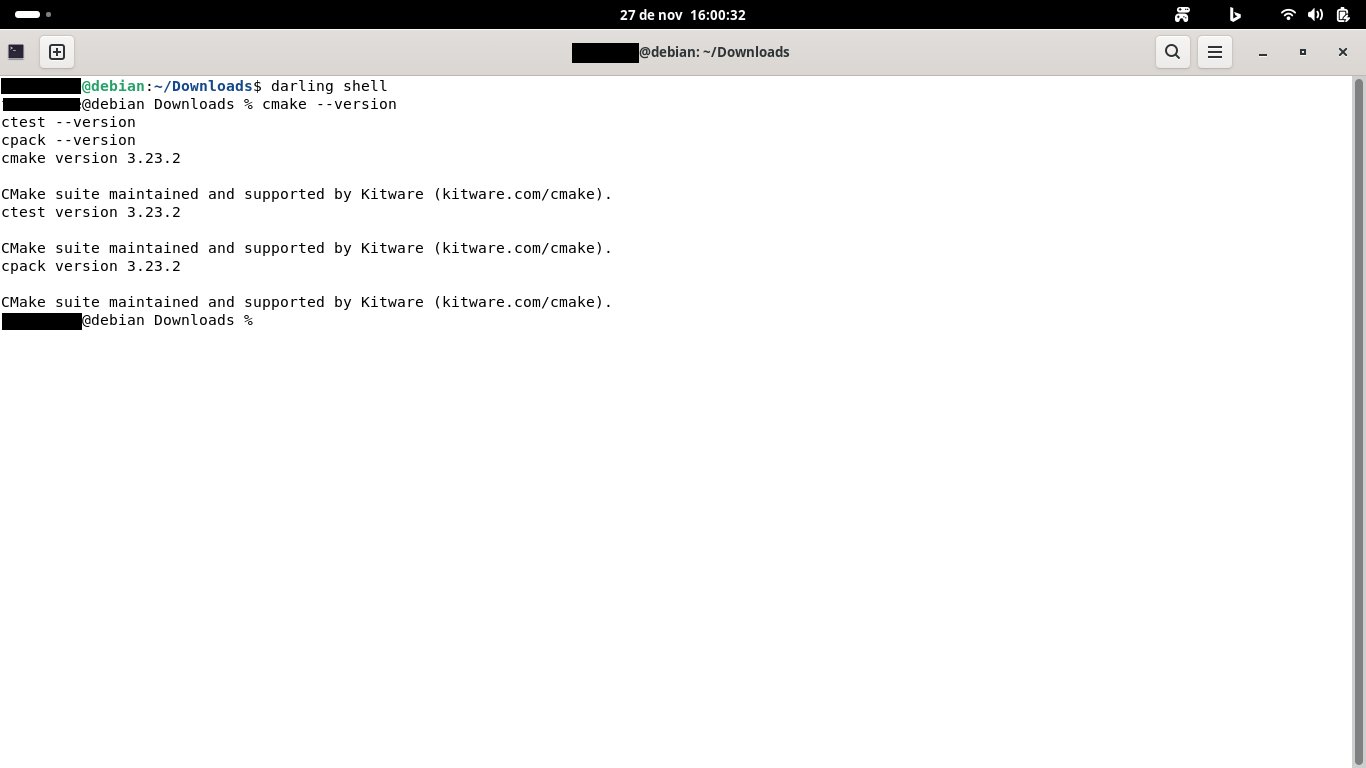 27 de nov 16:00:32
@debian: ~/Downloads
@debian:~/Downloads$ darling shell
@debian Downloads % cmake --version
ctest --version
cpack --version
cmake version 3.23.2
CMake suite maintained and supported by Kitware (kitware.com/cmake).
ctest version 3.23.2
CMake suite maintained and supported by Kitware (kitware.com/cmake).
cpack version 3.23.2
CMake suite maintained and supported by Kitware (kitware.com/cmake).
@debian Downloads %